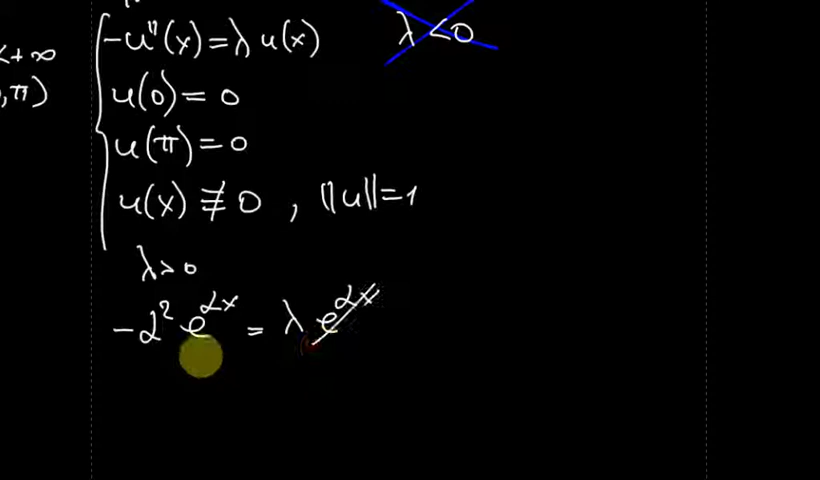 -u''(x) = λ u(x)
λ < 0
<+∞
u(0) = 0
,π)
u(π) = 0
u(x) ≢ 0 , ||u|| = 1
λ > 0
-α² e^αx = λ e^αx